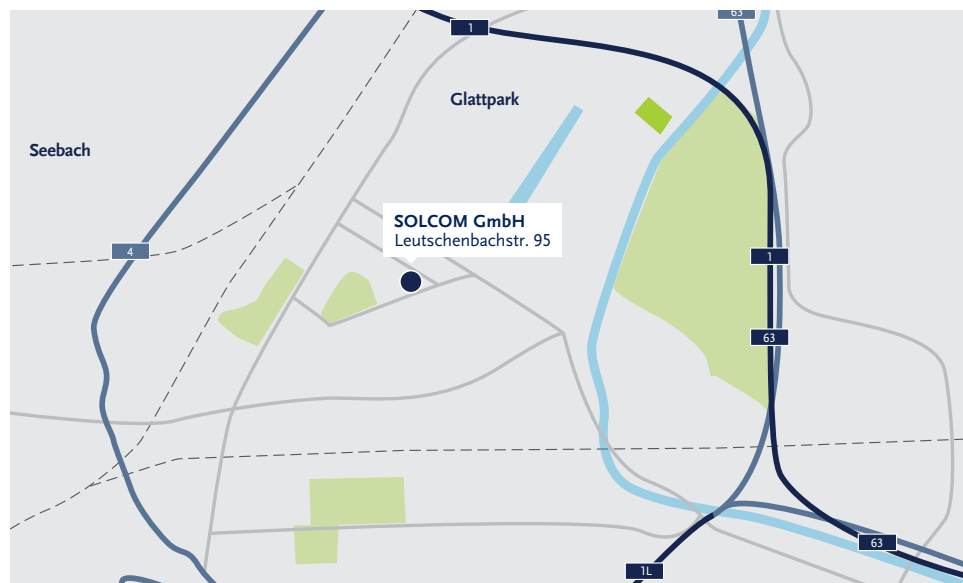 63
1
Glattpark
Seebach
SOLCOM GmbH
Leutschenbachstr. 95
4
1
63
63
1L